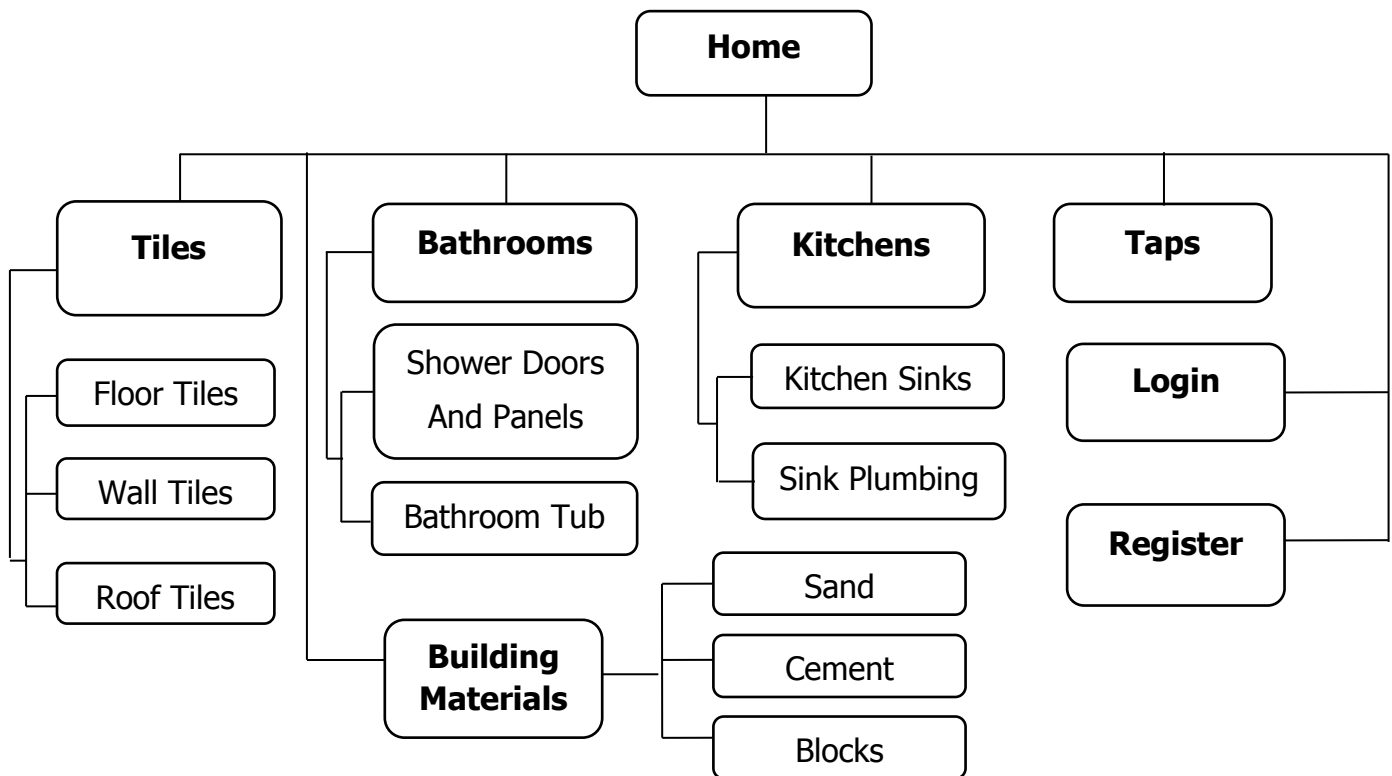 Home
Tiles
Floor Tiles
Wall Tiles
Roof Tiles
Bathrooms
Shower Doors
And Panels
Bathroom Tub
Kitchens
Kitchen Sinks
Sink Plumbing
Taps
Login
Register
Building
Materials
Sand
Cement
Blocks